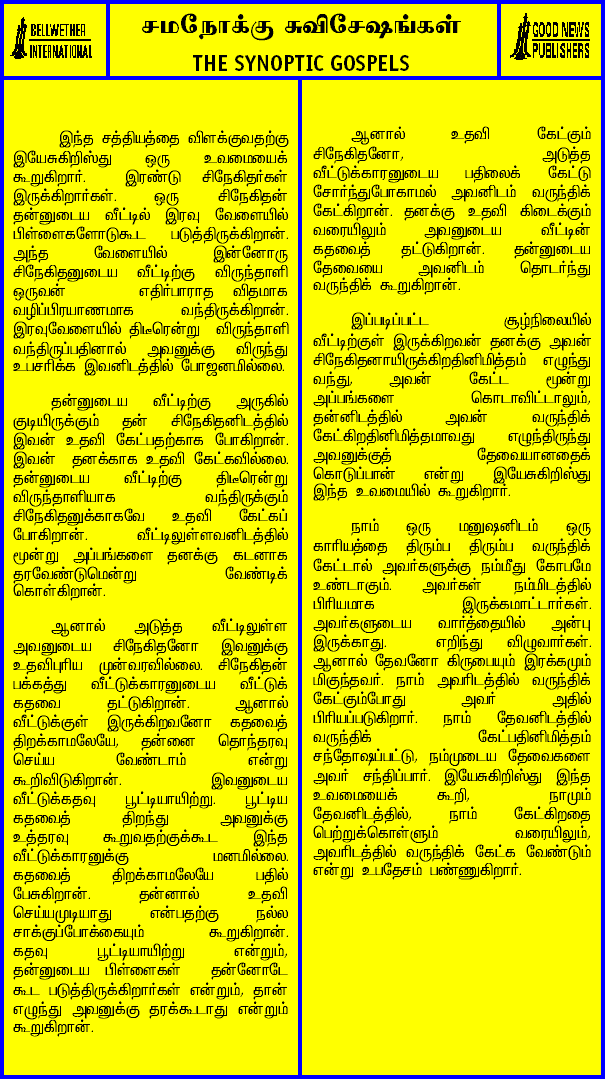 BELLWETHER
INTERNATIONAL
சமநோக்கு சுவிசேஷங்கள்
THE SYNOPTIC GOSPELS
GOOD NEWS
PUBLISHERS
இந்த சத்தியத்தை விளக்குவதற்கு
இயேசுகிறிஸ்து ஒரு உவமையைக்
கூறுகிறார். இரண்டு சிநேகிதர்கள்
இருக்கிறார்கள். ஒரு சிநேகிதன்
தன்னுடைய வீட்டில் இரவு வேளையில்
பிள்ளைகளோடுகூட படுத்திருக்கிறான்.
அந்த வேளையில் இன்னோரு
சிநேகிதனுடைய வீட்டிற்கு விருந்தாளி
ஒருவன் எதிர்பாராத விதமாக
வழிப்பிரயாணமாக வந்திருக்கிறான்.
இரவுவேளையில் திடீரென்று விருந்தாளி
வந்திருப்பதினால் அவனுக்கு விருந்து
உபசரிக்க இவனிடத்தில் போஜனமில்லை.
தன்னுடைய வீட்டிற்கு அருகில்
குடியிருக்கும் தன் சிநேகிதனிடத்தில்
இவன் உதவி கேட்பதற்காக போகிறான்.
இவன் தனக்காக உதவி கேட்கவில்லை.
தன்னுடைய வீட்டிற்கு திடீரென்று
விருந்தாளியாக வந்திருக்கும்
சிநேகிதனுக்காகவே உதவி கேட்கப்
போகிறான். வீட்டிலுள்ளவனிடத்தில்
மூன்று அப்பங்களை தனக்கு கடனாக
தரவேண்டுமென்று வேண்டிக்
கொள்கிறான்.
ஆனால் அடுத்த வீட்டிலுள்ள
அவனுடைய சிநேகிதனோ இவனுக்கு
உதவிபுரிய முன்வரவில்லை. சிநேகிதன்
பக்கத்து வீட்டுக்காரனுடைய வீட்டுக்
கதவை தட்டுகிறான். ஆனால்
வீட்டுக்குள் இருக்கிறவனோ கதவைத்
திறக்காமலேயே, தன்னை தொந்தரவு
செய்ய வேண்டாம் என்று
கூறிவிடுகிறான். இவனுடைய
வீட்டுக்கதவு பூட்டியாயிற்று. பூட்டிய
கதவைத் திறந்து அவனுக்கு
உத்தரவு கூறுவதற்குக்கூட இந்த
வீட்டுக்காரனுக்கு மனமில்லை.
கதவைத் திறக்காமலேயே பதில்
பேசுகிறான். தன்னால் உதவி
செய்யமுடியாது என்பதற்கு நல்ல
சாக்குப்போக்கையும் கூறுகிறான்.
கதவு பூட்டியாயிற்று என்றும்,
தன்னுடைய பிள்ளைகள் தன்னோடே
கூட படுத்திருக்கிறார்கள் என்றும், தான்
எழுந்து அவனுக்கு தரக்கூடாது என்றும்
கூறுகிறான்.
ஆனால் உதவி கேட்கும்
சிநேகிதனோ, அடுத்த
வீட்டுக்காரனுடைய பதிலைக் கேட்டு
சோர்ந்துபோகாமல் அவனிடம் வருந்திக்
கேட்கிறான். தனக்கு உதவி கிடைக்கும்
வரையிலும் அவனுடைய வீட்டின்
கதவைத் தட்டுகிறான். தன்னுடைய
தேவையை அவனிடம் தொடர்ந்து
வருந்திக் கூறுகிறான்.
இப்படிப்பட்ட சூழ்நிலையில்
வீட்டிற்குள் இருக்கிறவன் தனக்கு அவன்
சிநேகிதனாயிருக்கிறதினிமித்தம் எழுந்து
வந்து, அவன் கேட்ட மூன்று
அப்பங்களை கொடாவிட்டாலும்,
தன்னிடத்தில் அவன் வருந்திக்
கேட்கிறதினிமித்தமாவது எழுந்திருந்து
அவனுக்குத் தேவையானதைக்
கொடுப்பான் என்று இயேசுகிறிஸ்து
இந்த உவமையில் கூறுகிறார்.
நாம் ஒரு மனுஷனிடம் ஒரு
காரியத்தை திரும்ப திரும்ப வருந்திக்
கேட்டால் அவர்களுக்கு நம்மீது கோபமே
உண்டாகும். அவர்கள் நம்மிடத்தில்
பிரியமாக இருக்கமாட்டார்கள்.
அவர்களுடைய வார்த்தையில் அன்பு
இருக்காது. எறிந்து விழுவார்கள்.
ஆனால் தேவனோ கிருபையும் இரக்கமும்
மிகுந்தவர். நாம் அவரிடத்தில் வருந்திக்
கேட்கும்போது அவர் அதில்
பிரியப்படுகிறார். நாம் தேவனிடத்தில்
வருந்திக் கேட்பதினிமித்தம்
சந்தோஷப்பட்டு, நம்முடைய தேவைகளை
அவர் சந்திப்பார். இயேசுகிறிஸ்து இந்த
உவமையைக் கூறி, நாமும்
தேவனிடத்தில், நாம் கேட்கிறதை
பெற்றுக்கொள்ளும் வரையிலும்,
அவரிடத்தில் வருந்திக் கேட்க வேண்டும்
என்று உபதேசம் பண்ணுகிறார்.